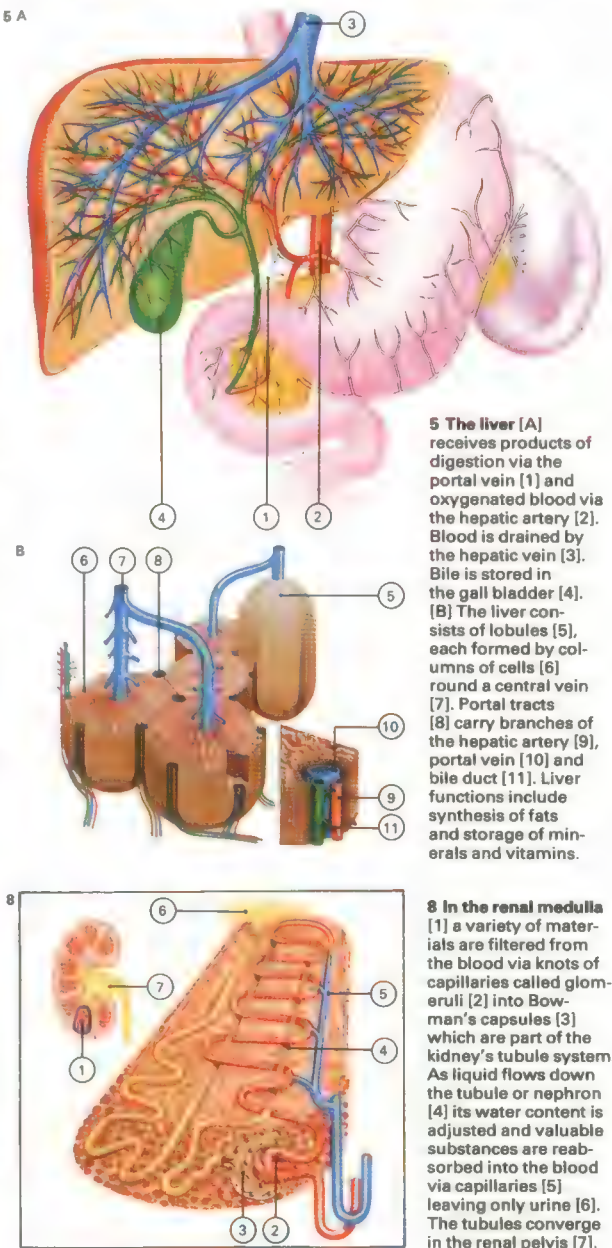 5 A
3
4
1
2
5 The liver [A]
receives products of
digestion via the
portal vein [1] and
oxygenated blood via
the hepatic artery [2].
Blood is drained by
the hepatic vein [3].
Bile is stored in
the gall bladder [4].
[B] The liver con-
sists of lobules [5],
each formed by col-
umns of cells [6]
round a central vein
[7]. Portal tracts
[8] carry branches of
the hepatic artery [9],
portal vein [10] and
bile duct [11]. Liver
functions include
synthesis of fats
and storage of min-
erals and vitamins.
B
6
7
8
5
10
9
11
8
6
7
5
1
4
3
2
8 In the renal medulla
[1] a variety of mater-
ials are filtered from
the blood via knots of
capillaries called glom-
eruli [2] into Bow-
man's capsules [3]
which are part of the
kidney's tubule system
As liquid flows down
the tubule or nephron
[4] its water content is
adjusted and valuable
substances are reab-
sorbed into the blood
via capillaries [5]
leaving only urine [6].
The tubules converge
in the renal pelvis [7].